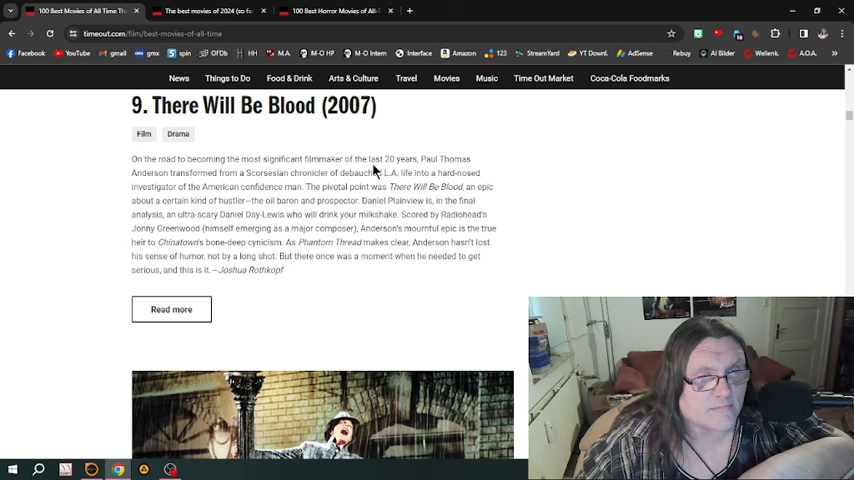 100 Best Movies of All Time Th
The best movies of 2024 (so fa
100 Best Horror Movies of All-T
timeout.com/film/best-movies-of-all-time
Facebook YouTube gmail gmx spin OFDb HH M.A. M-O HP M-O Intern Interface Amazon 123 StreamYard YT Downl. AdSense Rebuy AI Bilder Wellenk. A.O.A.
News Things to Do Food & Drink Arts & Culture Travel Movies Music Time Out Market Coca-Cola Foodmarks
9. There Will Be Blood (2007)
Film Drama
On the road to becoming the most significant filmmaker of the last 20 years, Paul Thomas
Anderson transformed from a Scorsesian chronicler of debauched L.A. life into a hard-nosed
investigator of the American confidence man. The pivotal point was There Will Be Blood, an epic
about a certain kind of hustler—the oil baron and prospector. Daniel Plainview is, in the final
analysis, an ultra-scary Daniel Day-Lewis who will drink your milkshake. Scored by Radiohead's
Jonny Greenwood (himself emerging as a major composer), Anderson's mournful epic is the true
heir to Chinatown's bone-deep cynicism. As Phantom Thread makes clear, Anderson hasn't lost
his sense of humor, not by a long shot. But there once was a moment when he needed to get
serious, and this is it.—Joshua Rothkopf
Read more